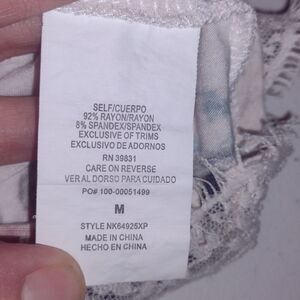 SELF/CUERPO
92% RAYON/RAYON
8% SPANDEX/SPANDEX
EXCLUSIVE OF TRIMS
EXCLUSIVO DE ADORNOS
RN 39831
CARE ON REVERSE
VER AL DORSO PARA CUIDADO
PO# 100-00051499
M
STYLE NK64925XP
MADE IN CHINA
HECHO EN CHINA